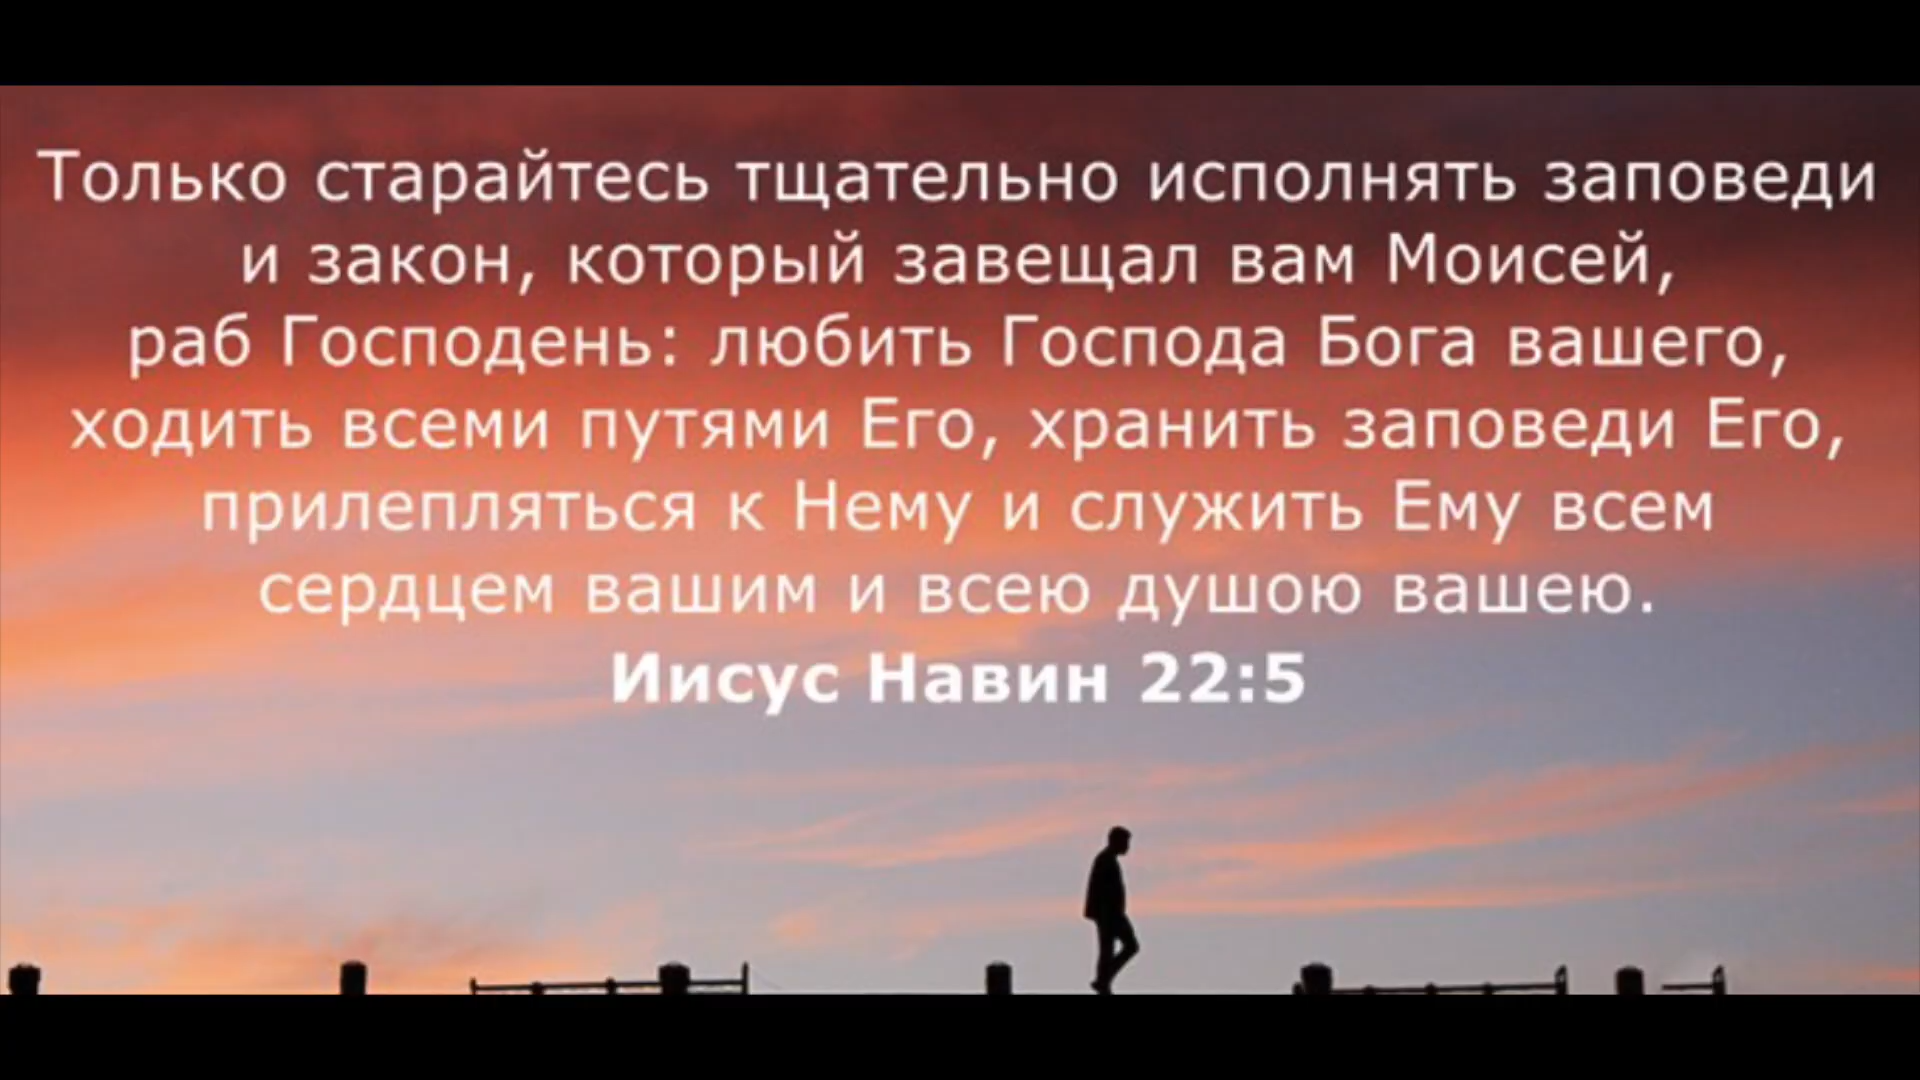 Только старайтесь тщательно исполнять заповеди
и закон, который завещал вам Моисей,
раб Господень: любить Господа Бога вашего,
ходить всеми путями Его, хранить заповеди Его,
прилепляться к Нему и служить Ему всем
сердцем вашим и всею душою вашею.
Иисус Навин 22:5